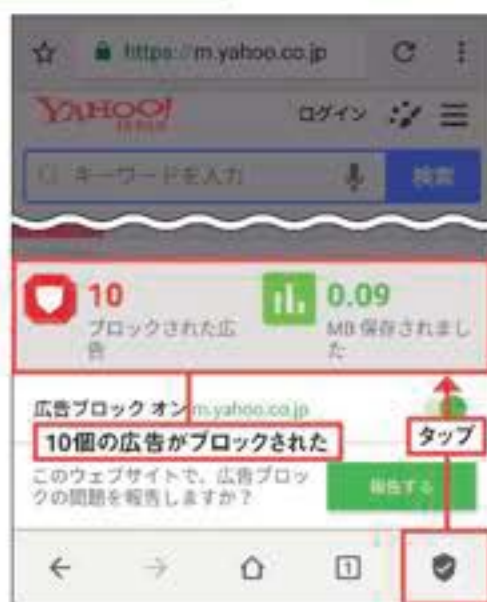 https://m.yahoo.co.jp
YAHOO!
JAPAN
ログイン
キーワードを入力
検索
10
ブロックされた広
告
0.09
MB 保存されまし
た
広告ブロック オン m.yahoo.co.jp
10個の広告がブロックされた
タップ
このウェブサイトで、広告ブロッ
クの問題を報告しますか？
報告する
1